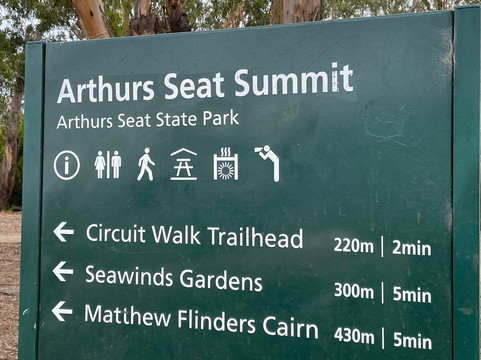 Arthurs Seat Summit
Arthurs Seat State Park
i
← Circuit Walk Trailhead 220m | 2min
← Seawinds Gardens 300m | 5min
← Matthew Flinders Cairn 430m | 5min